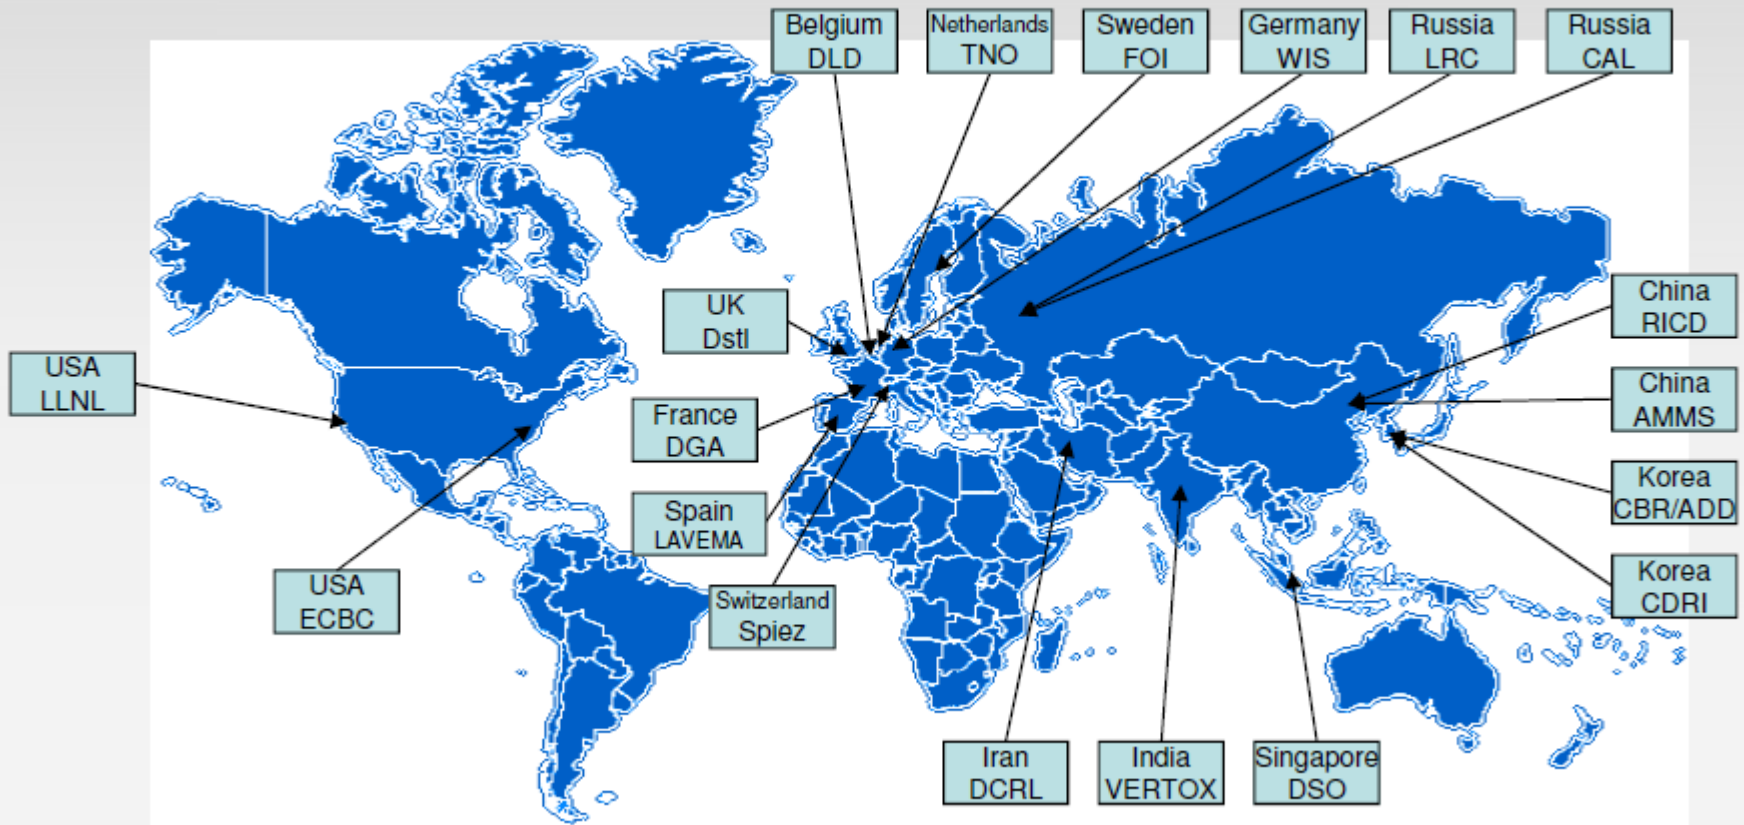 Belgium
DLD
Netherlands
TNO
Sweden
FOI
Germany
WIS
Russia
LRC
Russia
CAL
UK
Dstl
China
RICD
USA
LLNL
China
AMMS
France
DGA
Korea
CBR/ADD
Spain
LAVEMA
Korea
CDRI
USA
ECBC
Switzerland
Spiez
Iran
DCRL
India
VERTOX
Singapore
DSO